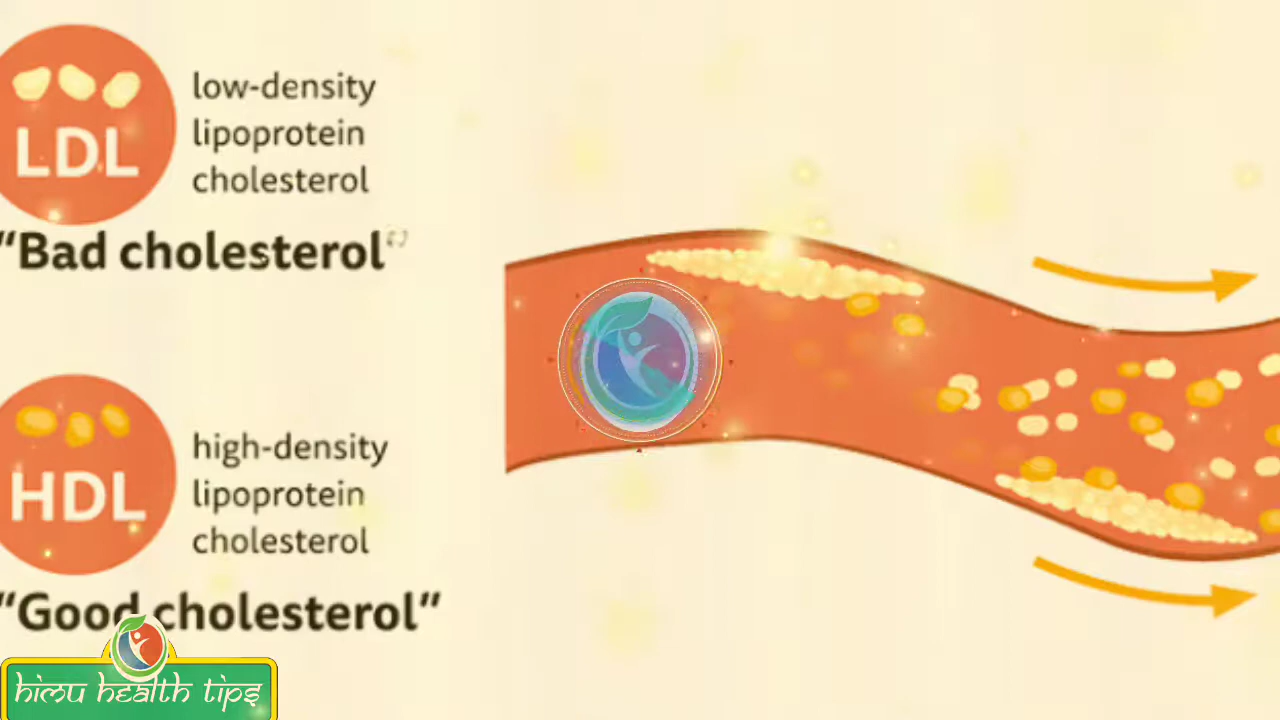 LDL
low-density
lipoprotein
cholesterol
“Bad cholesterol"
HDL
high-density
lipoprotein
cholesterol
“Good cholesterol”
himu health tips